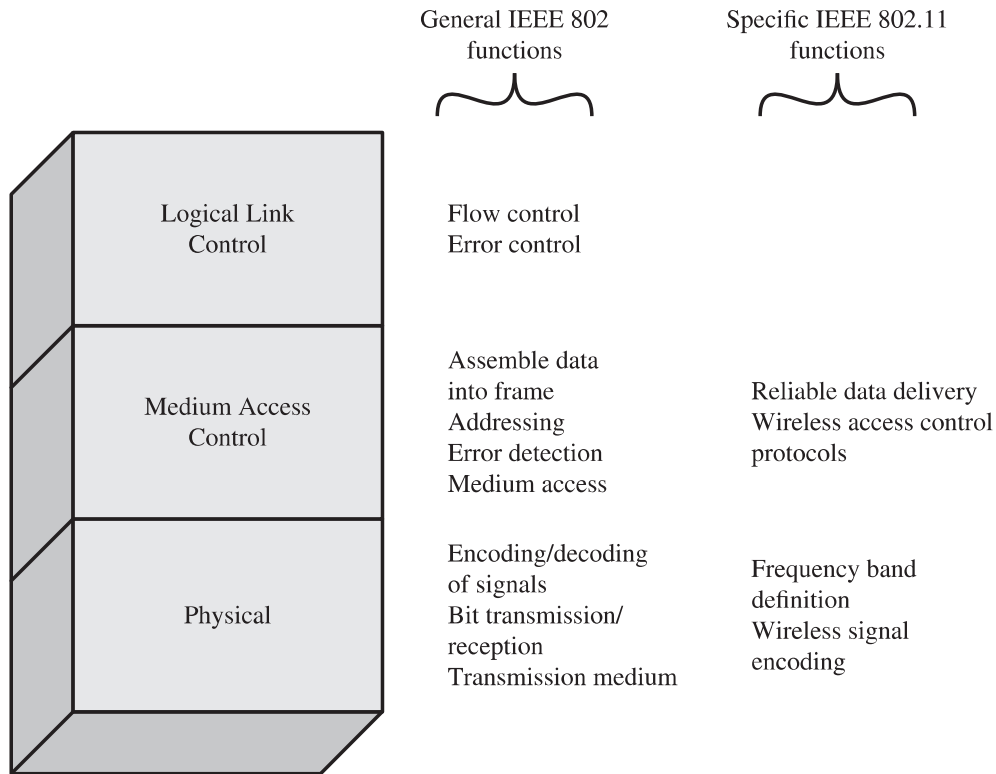 General IEEE 802
functions
Specific IEEE 802.11
functions
Logical Link
Control
Flow control
Error control
Medium Access
Control
Assemble data
into frame
Addressing
Error detection
Medium access
Reliable data delivery
Wireless access control
protocols
Physical
Encoding/decoding
of signals
Bit transmission/
reception
Transmission medium
Frequency band
definition
Wireless signal
encoding